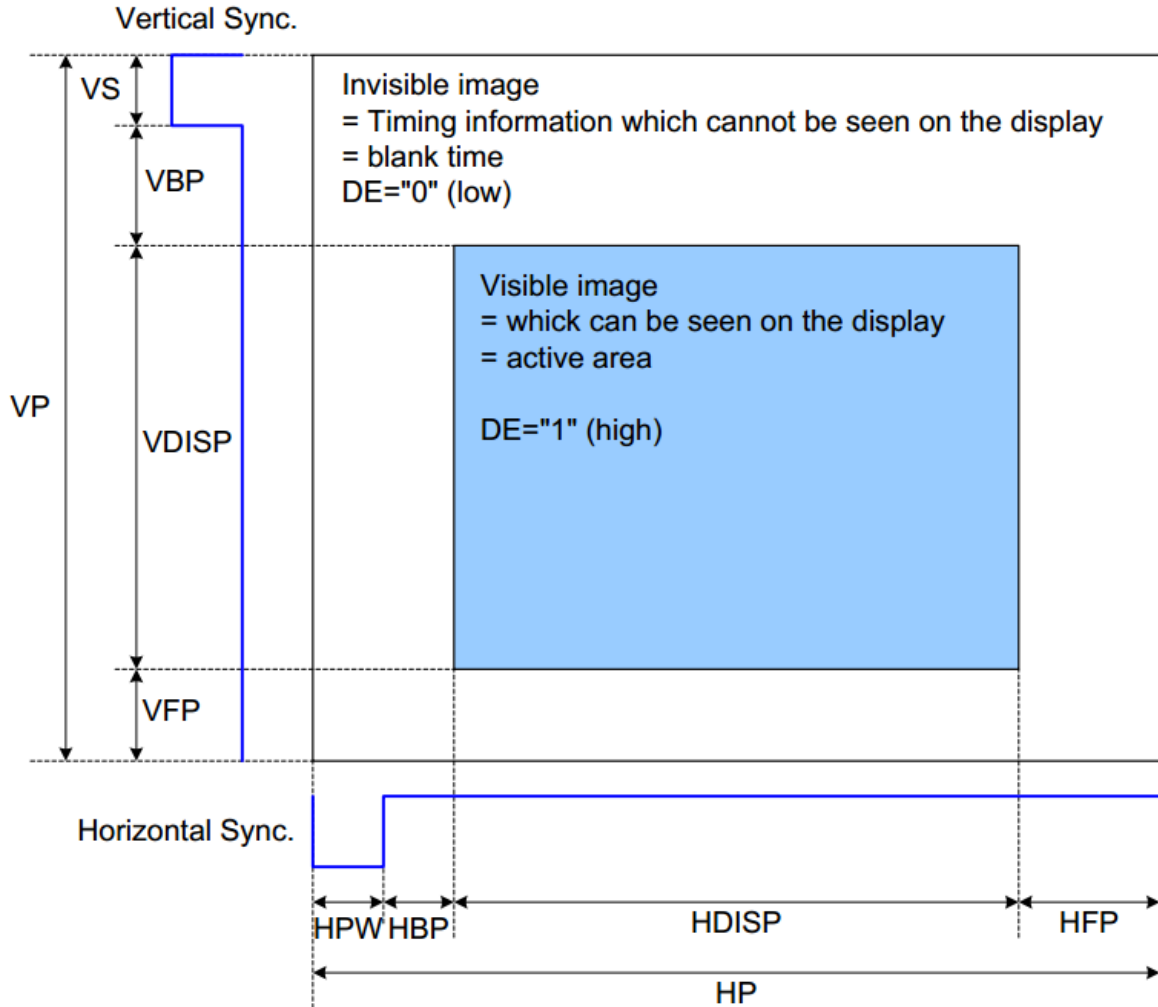 Vertical Sync.
VS
Invisible image
= Timing information which cannot be seen on the display
= blank time
DE="0" (low)
VBP
Visible image
= whick can be seen on the display
= active area
DE="1" (high)
VP
VDISP
VFP
Horizontal Sync.
HPW
HBP
HDISP
HFP
HP